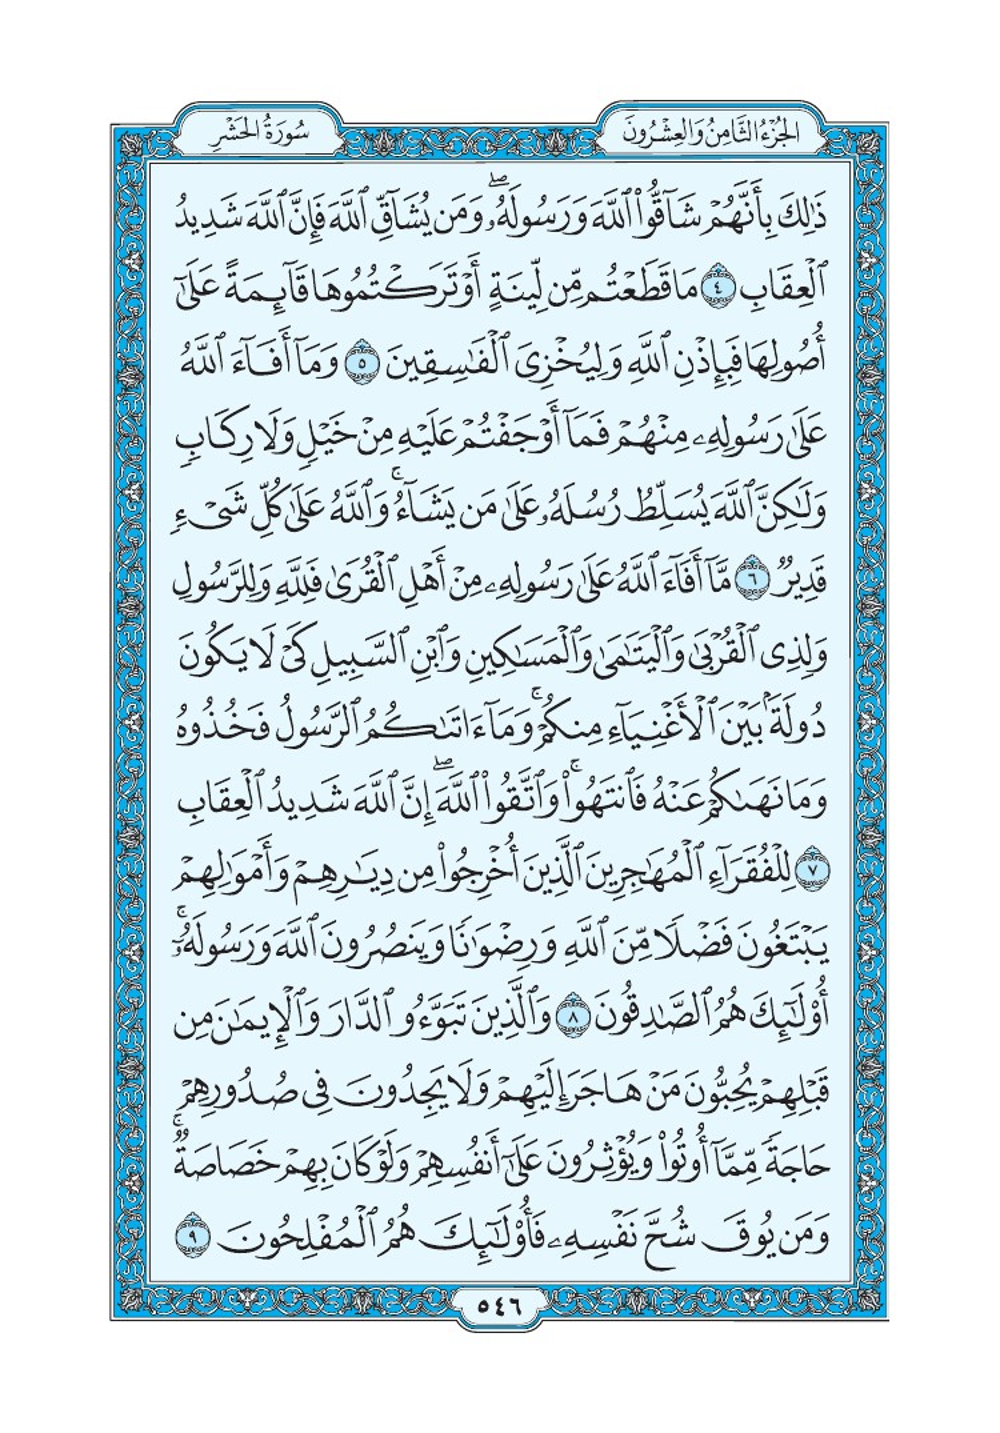 الجُزْءُ الثَّامِنُ وَالعِشْرُونَ
سُورَةُ الحَشْرِ
ذَٰلِكَ بِأَنَّهُمْ شَآقُّوا۟ ٱللَّهَ وَرَسُولَهُۥ ۖ وَمَن يُشَآقِّ ٱللَّهَ فَإِنَّ ٱللَّهَ شَدِيدُ
ٱلْعِقَابِ ٤ مَا قَطَعْتُم مِّن لِّينَةٍ أَوْ تَرَكْتُمُوهَا قَآئِمَةً عَلَىٰٓ
أُصُولِهَا فَبِإِذْنِ ٱللَّهِ وَلِيُخْزِىَ ٱلْفَـٰسِقِينَ ٥ وَمَآ أَفَآءَ ٱللَّهُ
عَلَىٰ رَسُولِهِۦ مِنْهُمْ فَمَآ أَوْجَفْتُمْ عَلَيْهِ مِنْ خَيْلٍ وَلَا رِكَابٍ
وَلَـٰكِنَّ ٱللَّهَ يُسَلِّطُ رُسُلَهُۥ عَلَىٰ مَن يَشَآءُ ۚ وَٱللَّهُ عَلَىٰ كُلِّ شَىْءٍ
قَدِيرٌ ٦ مَّآ أَفَآءَ ٱللَّهُ عَلَىٰ رَسُولِهِۦ مِنْ أَهْلِ ٱلْقُرَىٰ فَلِلَّهِ وَلِلرَّسُولِ
وَلِذِى ٱلْقُرْبَىٰ وَٱلْيَتَـٰمَىٰ وَٱلْمَسَـٰكِينِ وَٱبْنِ ٱلسَّبِيلِ كَىْ لَا يَكُونَ
دُولَةًۢ بَيْنَ ٱلْأَغْنِيَآءِ مِنكُمْ ۚ وَمَآ ءَاتَىٰكُمُ ٱلرَّسُولُ فَخُذُوهُ
وَمَا نَهَىٰكُمْ عَنْهُ فَٱنتَهُوا۟ ۚ وَٱتَّقُوا۟ ٱللَّهَ ۖ إِنَّ ٱللَّهَ شَدِيدُ ٱلْعِقَابِ
٧ لِلْفُقَرَآءِ ٱلْمُهَـٰجِرِينَ ٱلَّذِينَ أُخْرِجُوا۟ مِن دِيَـٰرِهِمْ وَأَمْوَٰلِهِمْ
يَبْتَغُونَ فَضْلًا مِّنَ ٱللَّهِ وَرِضْوَٰنًا وَيَنصُرُونَ ٱللَّهَ وَرَسُولَهُۥٓ ۚ
أُو۟لَـٰٓئِكَ هُمُ ٱلصَّـٰدِقُونَ ٨ وَٱلَّذِينَ تَبَوَّءُو ٱلدَّارَ وَٱلْإِيمَـٰنَ مِن
قَبْلِهِمْ يُحِبُّونَ مَنْ هَاجَرَ إِلَيْهِمْ وَلَا يَجِدُونَ فِى صُدُورِهِمْ
حَاجَةً مِّمَّآ أُوتُوا۟ وَيُؤْثِرُونَ عَلَىٰٓ أَنفُسِهِمْ وَلَوْ كَانَ بِهِمْ خَصَاصَةٌ ۚ
وَمَن يُوقَ شُحَّ نَفْسِهِۦ فَأُو۟لَـٰٓئِكَ هُمُ ٱلْمُفْلِحُونَ ٩
٥٤٦